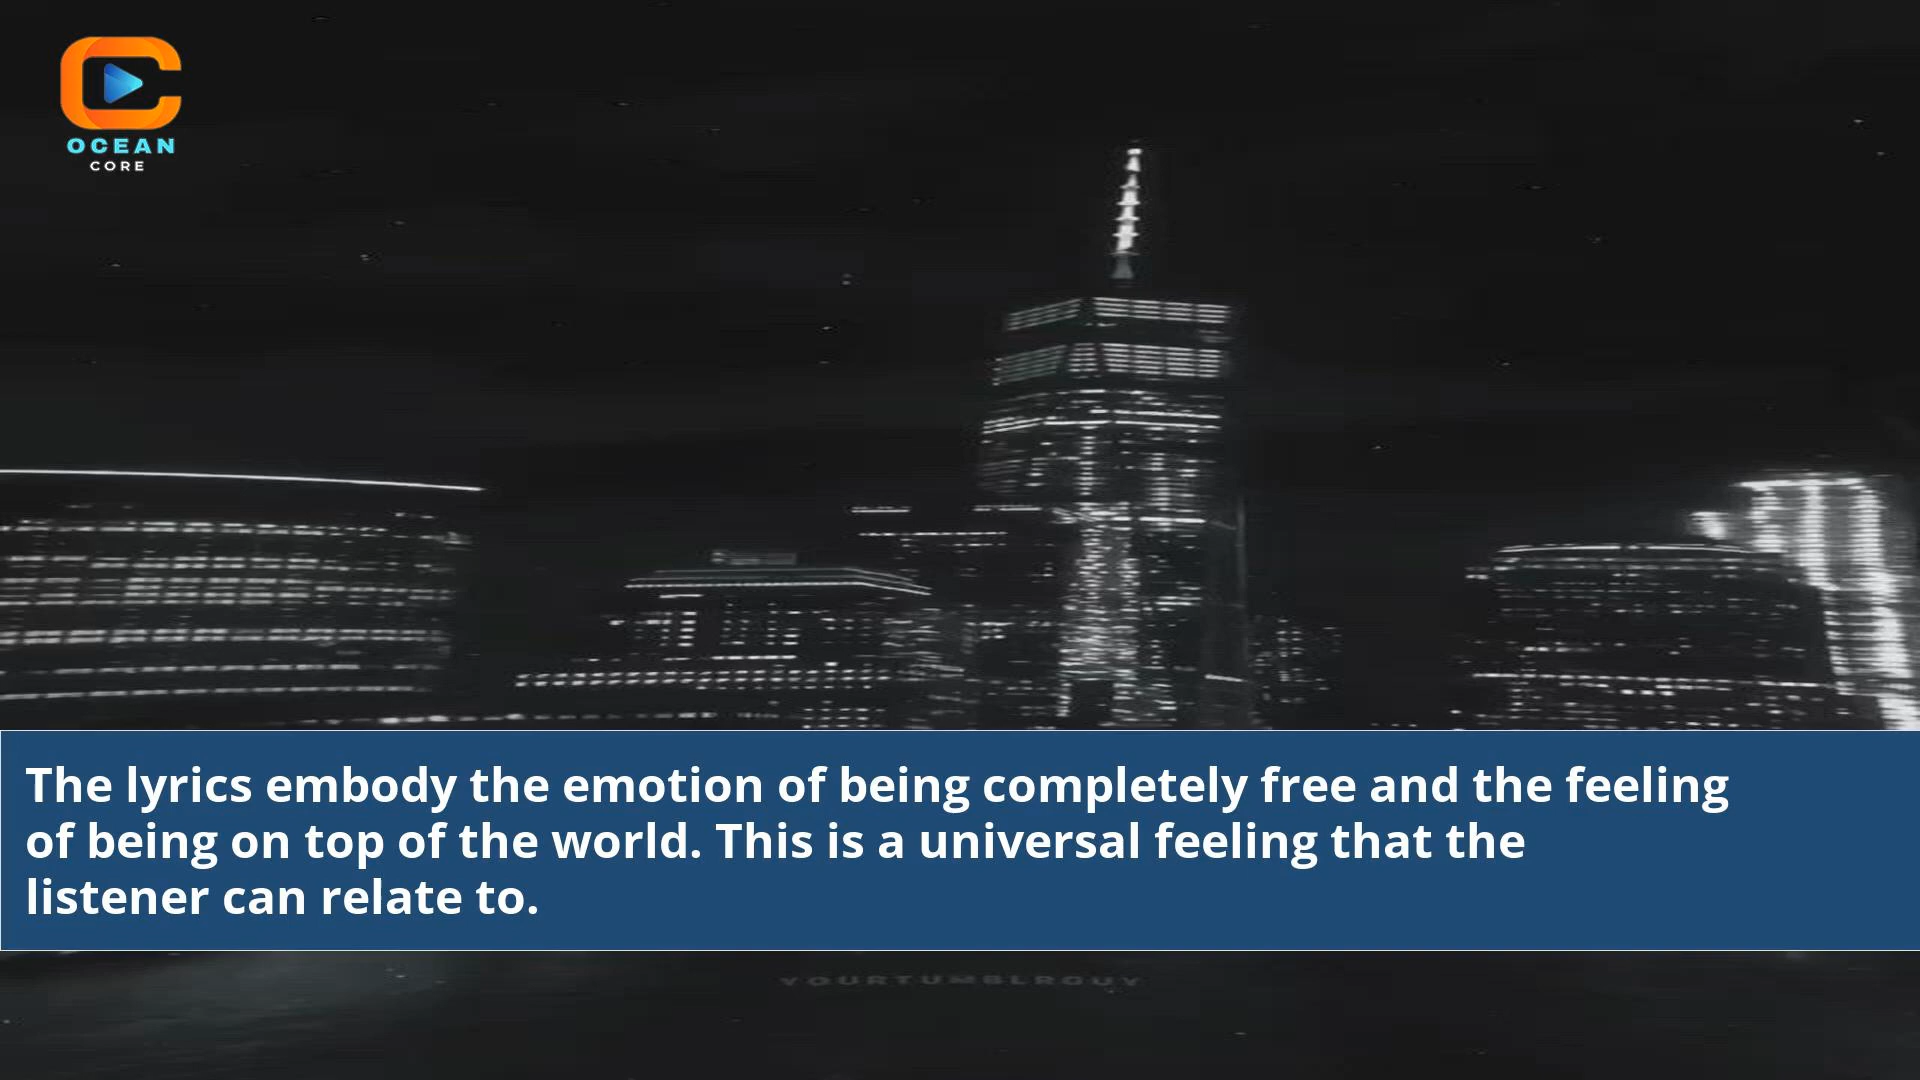 OCEAN
CORE
The lyrics embody the emotion of being completely free and the feeling
of being on top of the world. This is a universal feeling that the
listener can relate to.
YOURTUMBLRGUY